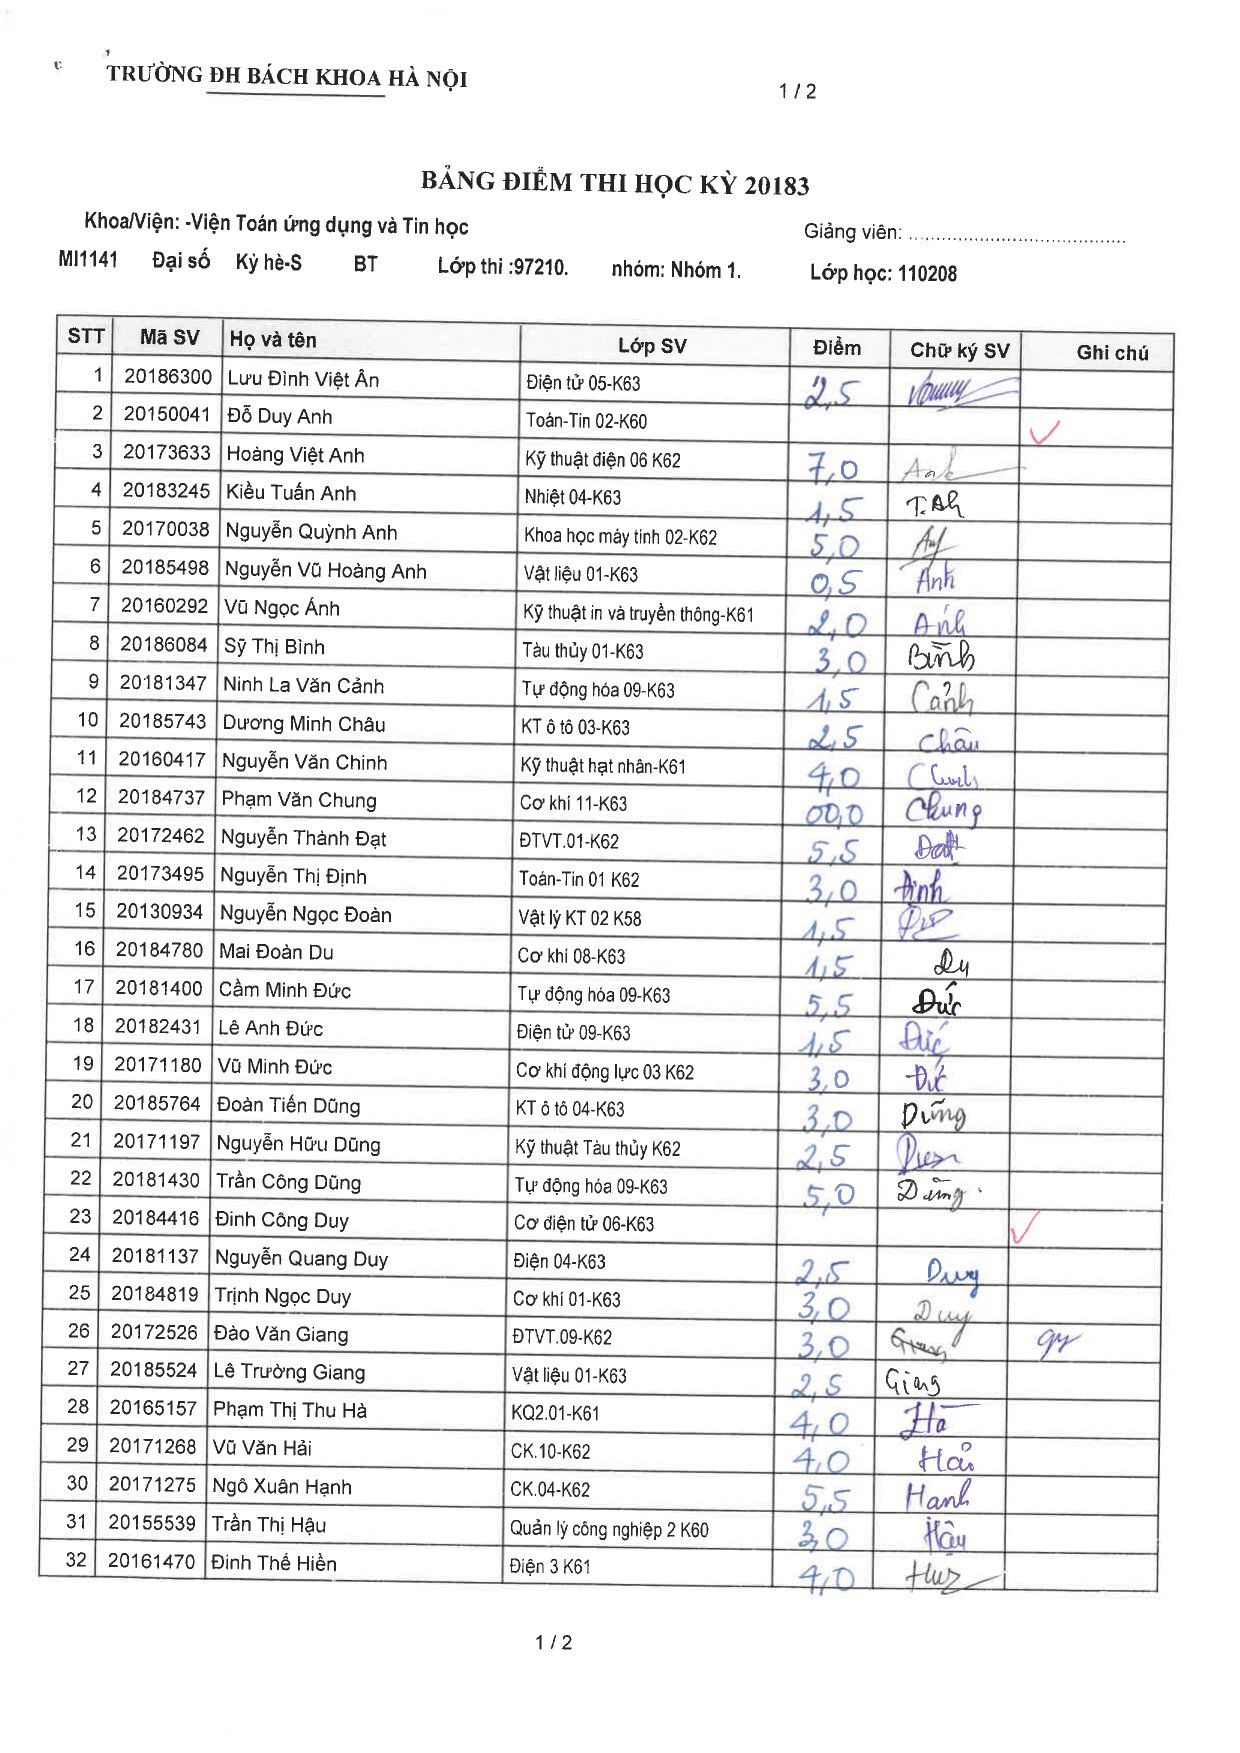 TRƯỜNG ĐH BÁCH KHOA HÀ NỘI
1 / 2
BẢNG ĐIỂM THI HỌC KỲ 20183
Khoa/Viện: -Viện Toán ứng dụng và Tin học Giảng viên: ........................................
MI1141 Đại số Kỳ hè-S BT Lớp thi :97210. nhóm: Nhóm 1. Lớp học: 110208
STT Mã SV Họ và tên Lớp SV Điểm Chữ ký SV Ghi chú
1 20186300 Lưu Đình Việt Ân Điện tử 05-K63 2,5
2 20150041 Đỗ Duy Anh Toán-Tin 02-K60
3 20173633 Hoàng Việt Anh Kỹ thuật điện 06 K62 7,0 Anh
4 20183245 Kiều Tuấn Anh Nhiệt 04-K63 1,5 T.Ah
5 20170038 Nguyễn Quỳnh Anh Khoa học máy tính 02-K62 5,0
6 20185498 Nguyễn Vũ Hoàng Anh Vật liệu 01-K63 0,5 Anh
7 20160292 Vũ Ngọc Ánh Kỹ thuật in và truyền thông-K61 2,0 Ánh
8 20186084 Sỹ Thị Bình Tàu thủy 01-K63 3,0 Bình
9 20181347 Ninh La Văn Cảnh Tự động hóa 09-K63 1,5 Cảnh
10 20185743 Dương Minh Châu KT ô tô 03-K63 2,5 Châu
11 20160417 Nguyễn Văn Chinh Kỹ thuật hạt nhân-K61 4,0 Chinh
12 20184737 Phạm Văn Chung Cơ khí 11-K63 00,0 Chung
13 20172462 Nguyễn Thành Đạt ĐTVT.01-K62 5,5 Đạt
14 20173495 Nguyễn Thị Định Toán-Tin 01 K62 3,0 Định
15 20130934 Nguyễn Ngọc Đoàn Vật lý KT 02 K58 1,5
16 20184780 Mai Đoàn Du Cơ khí 08-K63 1,5 Du
17 20181400 Cầm Minh Đức Tự động hóa 09-K63 5,5 Đức
18 20182431 Lê Anh Đức Điện tử 09-K63 1,5 Đức
19 20171180 Vũ Minh Đức Cơ khí động lực 03 K62 3,0 Đức
20 20185764 Đoàn Tiến Dũng KT ô tô 04-K63 3,0 Dũng
21 20171197 Nguyễn Hữu Dũng Kỹ thuật Tàu thủy K62 2,5
22 20181430 Trần Công Dũng Tự động hóa 09-K63 5,0 Dũng
23 20184416 Đinh Công Duy Cơ điện tử 06-K63
24 20181137 Nguyễn Quang Duy Điện 04-K63 2,5 Duy
25 20184819 Trịnh Ngọc Duy Cơ khí 01-K63 3,0 Duy
26 20172526 Đào Văn Giang ĐTVT.09-K62 3,0 Giang
27 20185524 Lê Trường Giang Vật liệu 01-K63 2,5 Giang
28 20165157 Phạm Thị Thu Hà KQ2.01-K61 4,0 Hà
29 20171268 Vũ Văn Hải CK.10-K62 4,0 Hải
30 20171275 Ngô Xuân Hạnh CK.04-K62 5,5 Hanh
31 20155539 Trần Thị Hậu Quản lý công nghiệp 2 K60 3,0 Hậu
32 20161470 Đinh Thế Hiền Điện 3 K61 4,0
1 / 2